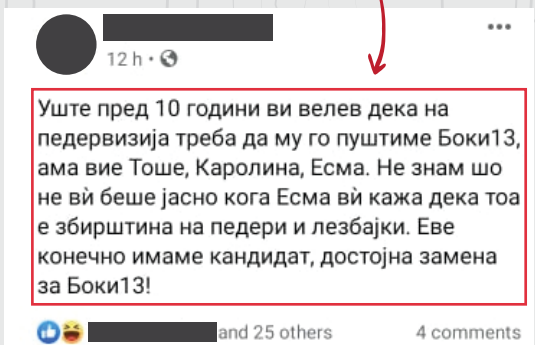 12 h
Уште пред 10 години ви велев дека на
педервизија треба да му го пуштиме Боки13,
ама вие Тоше, Каролина, Есма. Не знам шо
не вѝ беше јасно кога Есма вѝ кажа дека тоа
е збирштина на педери и лезбајки. Еве
конечно имаме кандидат, достојна замена
за Боки13!
and 25 others 4 comments